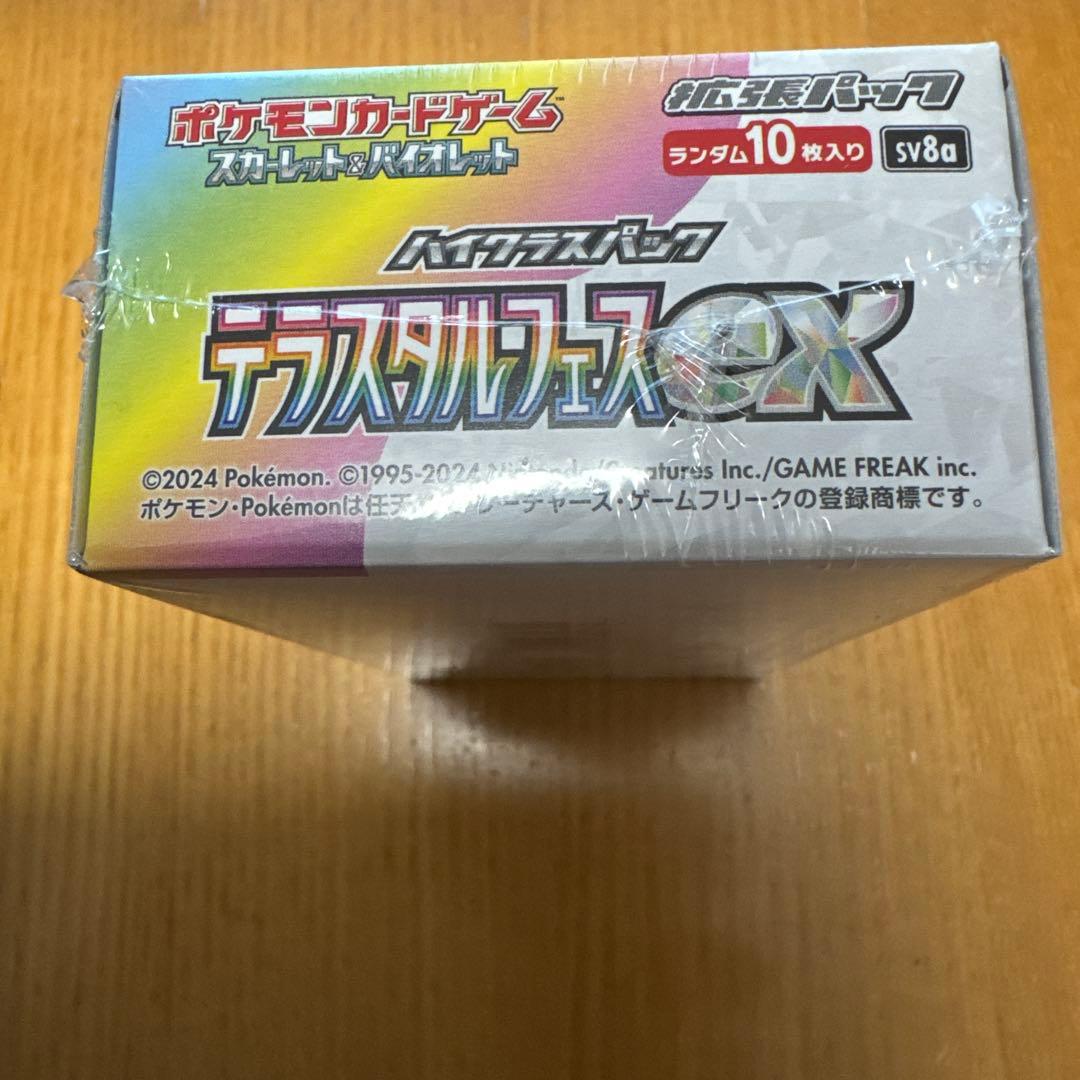 ポケモンカードゲーム™
スカーレット&バイオレット
拡張パック
ランダム10枚入り
SV8a
ハイクラスパック
テラスタルフェスex
©2024 Pokémon. ©1995-2024 Nintendo/Creatures Inc./GAME FREAK inc.
ポケモン・Pokémonは任天 ーチャーズ・ゲームフリークの登録商標です。